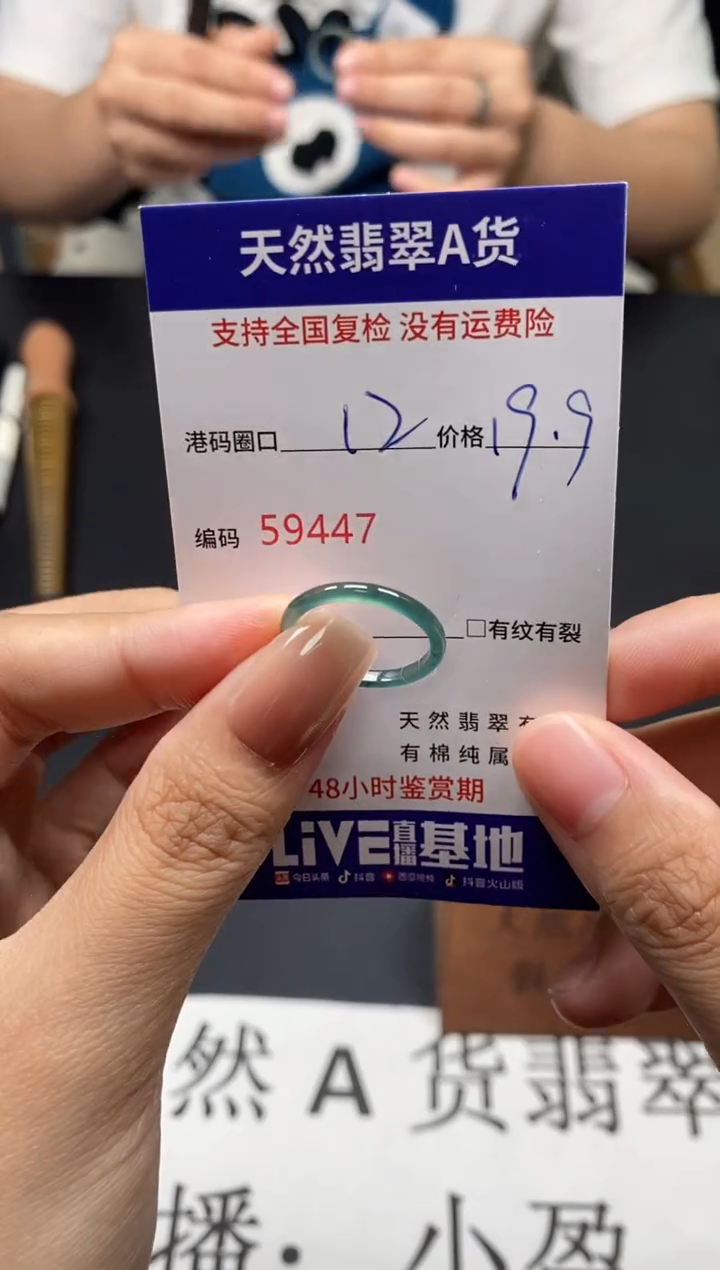 天然翡翠A货
支持全国复检 没有运费险
港码圈口 12 价格 19.9
编码 59447
□有纹有裂
天然翡翠
有棉纯属
48小时鉴赏期
LiVE直播基地
今日头条 抖音 西瓜视频 抖音火山版
然 A 货翡翠
播：小盈